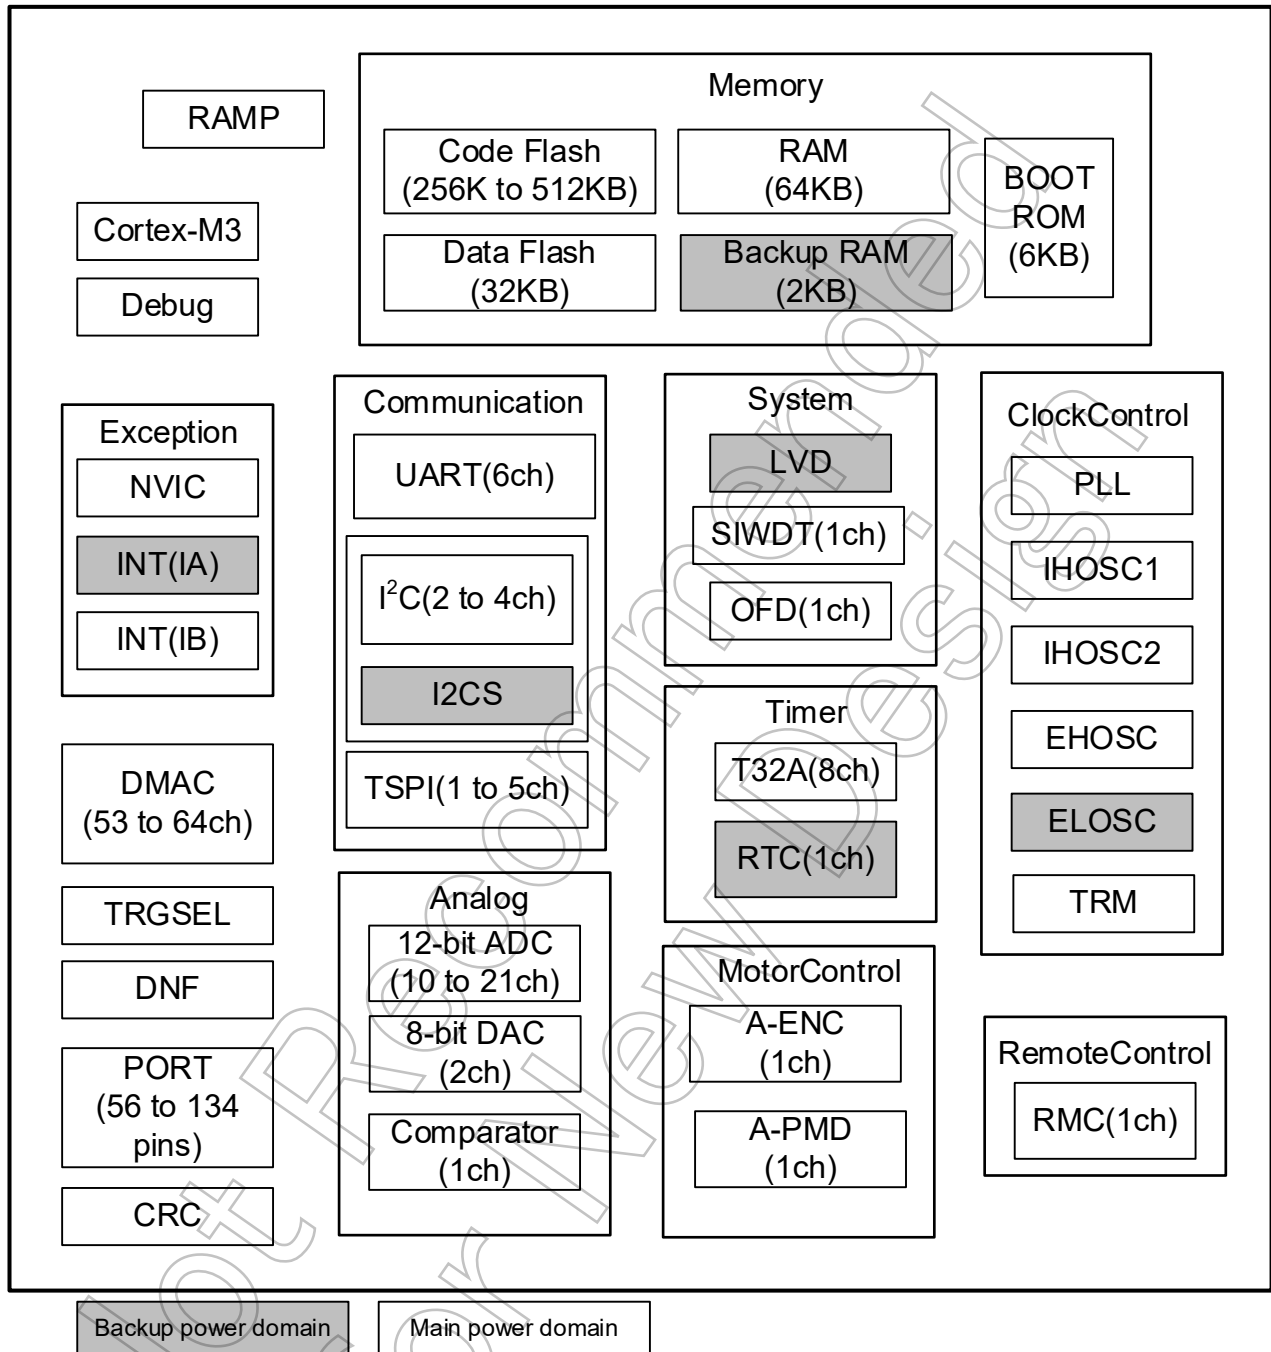 Memory
RAMP
Code Flash
(256K to 512KB)
RAM
(64KB)
BOOT
ROM
(6KB)
Data Flash
(32KB)
Backup RAM
(2KB)
Cortex-M3
Debug
Exception
NVIC
INT(IA)
INT(IB)
Communication
UART(6ch)
I²C(2 to 4ch)
I2CS
TSPI(1 to 5ch)
System
LVD
SIWDT(1ch)
OFD(1ch)
ClockControl
PLL
IHOSC1
IHOSC2
EHOSC
ELOSC
TRM
Timer
T32A(8ch)
RTC(1ch)
DMAC
(53 to 64ch)
TRGSEL
DNF
PORT
(56 to 134
pins)
CRC
Analog
12-bit ADC
(10 to 21ch)
8-bit DAC
(2ch)
Comparator
(1ch)
MotorControl
A-ENC
(1ch)
A-PMD
(1ch)
RemoteControl
RMC(1ch)
Backup power domain
Main power domain
Not Recommended
for New Design